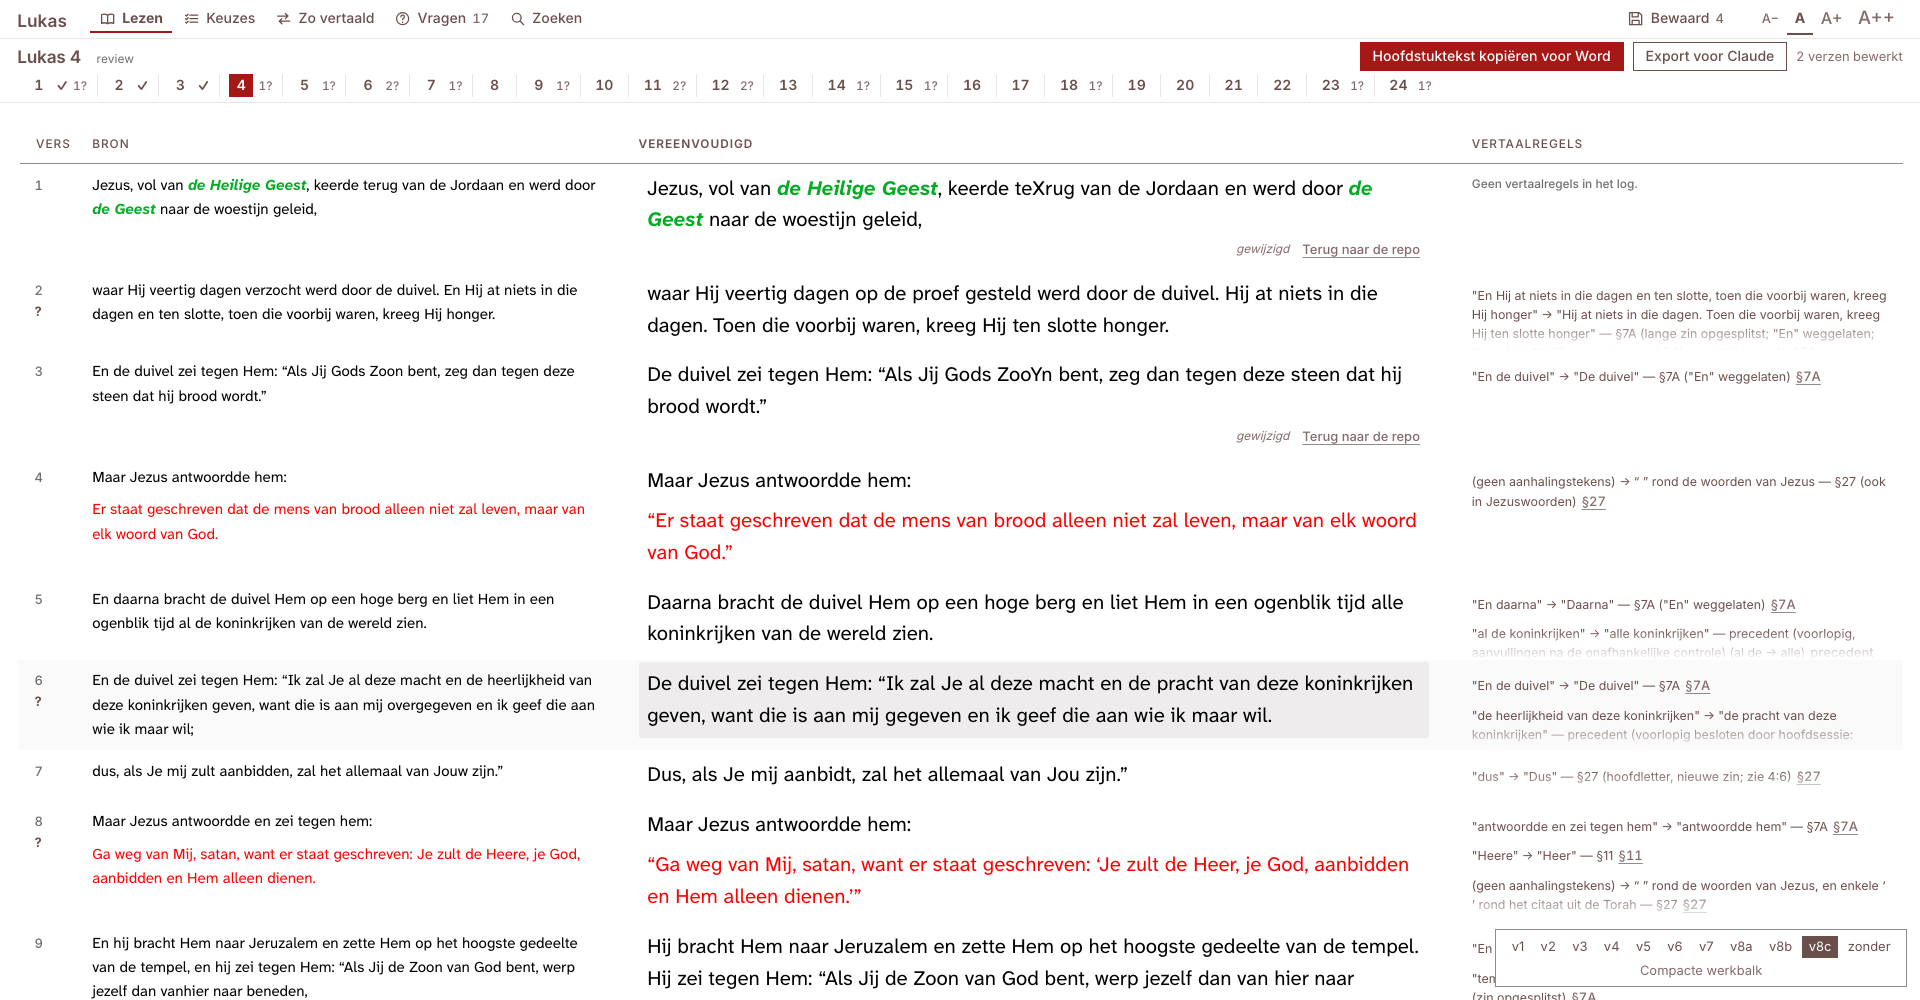 Lukas Lezen Keuzes Zo vertaald Vragen 17 Zoeken Bewaard 4 A− A A+ A++
Lukas 4 review Hoofdstuktekst kopiëren voor Word Export voor Claude 2 verzen bewerkt
1 ✓ 1? 2 ✓ 3 ✓ 4 1? 5 1? 6 2? 7 1? 8 9 1? 10 11 2? 12 2? 13 14 1? 15 1? 16 17 18 1? 19 20 21 22 23 1? 24 1?
VERS BRON VEREENVOUDIGD VERTAALREGELS
1
Jezus, vol van de Heilige Geest, keerde terug van de Jordaan en werd door
de Geest naar de woestijn geleid,
Jezus, vol van de Heilige Geest, keerde teXrug van de Jordaan en werd door de
Geest naar de woestijn geleid,
gewijzigd Terug naar de repo
Geen vertaalregels in het log.
2
?
waar Hij veertig dagen verzocht werd door de duivel. En Hij at niets in die
dagen en ten slotte, toen die voorbij waren, kreeg Hij honger.
waar Hij veertig dagen op de proef gesteld werd door de duivel. Hij at niets in die
dagen. Toen die voorbij waren, kreeg Hij ten slotte honger.
"En Hij at niets in die dagen en ten slotte, toen die voorbij waren, kreeg
Hij honger" → "Hij at niets in die dagen. Toen die voorbij waren, kreeg
Hij ten slotte honger" — §7A (lange zin opgesplitst; "En" weggelaten;
3
En de duivel zei tegen Hem: “Als Jij Gods Zoon bent, zeg dan tegen deze
steen dat hij brood wordt.”
De duivel zei tegen Hem: “Als Jij Gods ZooYn bent, zeg dan tegen deze steen dat hij
brood wordt.”
gewijzigd Terug naar de repo
"En de duivel" → "De duivel" — §7A ("En" weggelaten) §7A
4
Maar Jezus antwoordde hem:
Er staat geschreven dat de mens van brood alleen niet zal leven, maar van
elk woord van God.
Maar Jezus antwoordde hem:
“Er staat geschreven dat de mens van brood alleen niet zal leven, maar van elk woord
van God.”
(geen aanhalingstekens) → “ ” rond de woorden van Jezus — §27 (ook
in Jezuswoorden) §27
5
En daarna bracht de duivel Hem op een hoge berg en liet Hem in een
ogenblik tijd al de koninkrijken van de wereld zien.
Daarna bracht de duivel Hem op een hoge berg en liet Hem in een ogenblik tijd alle
koninkrijken van de wereld zien.
"En daarna" → "Daarna" — §7A ("En" weggelaten) §7A
"al de koninkrijken" → "alle koninkrijken" — precedent (voorlopig,
aanvullingen na de onafhankelijke controle) (al de → alle) precedent
6
?
En de duivel zei tegen Hem: “Ik zal Je al deze macht en de heerlijkheid van
deze koninkrijken geven, want die is aan mij overgegeven en ik geef die aan
wie ik maar wil;
De duivel zei tegen Hem: “Ik zal Je al deze macht en de pracht van deze koninkrijken
geven, want die is aan mij gegeven en ik geef die aan wie ik maar wil.
"En de duivel" → "De duivel" — §7A §7A
"de heerlijkheid van deze koninkrijken" → "de pracht van deze
koninkrijken" — precedent (voorlopig besloten door hoofdsessie:
7
dus, als Je mij zult aanbidden, zal het allemaal van Jouw zijn.”
Dus, als Je mij aanbidt, zal het allemaal van Jou zijn.”
"dus" → "Dus" — §27 (hoofdletter, nieuwe zin; zie 4:6) §27
8
?
Maar Jezus antwoordde en zei tegen hem:
Ga weg van Mij, satan, want er staat geschreven: Je zult de Heere, je God,
aanbidden en Hem alleen dienen.
Maar Jezus antwoordde hem:
“Ga weg van Mij, satan, want er staat geschreven: ‘Je zult de Heer, je God, aanbidden
en Hem alleen dienen.’”
"antwoordde en zei tegen hem" → "antwoordde hem" — §7A §7A
"Heere" → "Heer" — §11 §11
(geen aanhalingstekens) → “ ” rond de woorden van Jezus, en enkele ‘
’ rond het citaat uit de Torah — §27 §27
9
En hij bracht Hem naar Jeruzalem en zette Hem op het hoogste gedeelte
van de tempel, en hij zei tegen Hem: “Als Jij de Zoon van God bent, werp
jezelf dan vanhier naar beneden,
Hij bracht Hem naar Jeruzalem en zette Hem op het hoogste gedeelte van de tempel.
Hij zei tegen Hem: “Als Jij de Zoon van God bent, werp jezelf dan van hier naar
"En
"ten
(zin opgesplitst) §7A
v1 v2 v3 v4 v5 v6 v7 v8a v8b v8c zonder
Compacte werkbalk